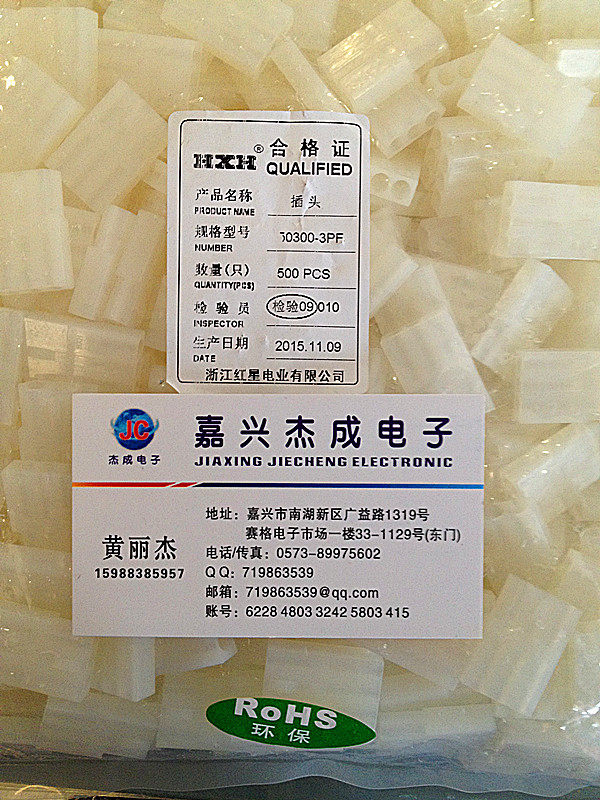 HXH® 合格证
QUALIFIED
产品名称 插头
PRODUCT NAME
规格型号 50300-3PF
NUMBER
数量(只) 500 PCS
QUANTITY(PCS)
检验员 检验09 010
INSPECTOR
生产日期 2015.11.09
DATE
浙江红星电业有限公司
JC
杰成电子
嘉兴杰成电子
JIAXING JIECHENG ELECTRONIC
黄丽杰
15988385957
地址：嘉兴市南湖新区广益路1319号
赛格电子市场一楼33-1129号(东门)
电话/传真：0573-89975602
QQ：719863539
邮箱：719863539@qq.com
账号：6228 4803 3242 5803 415
RoHS
环保